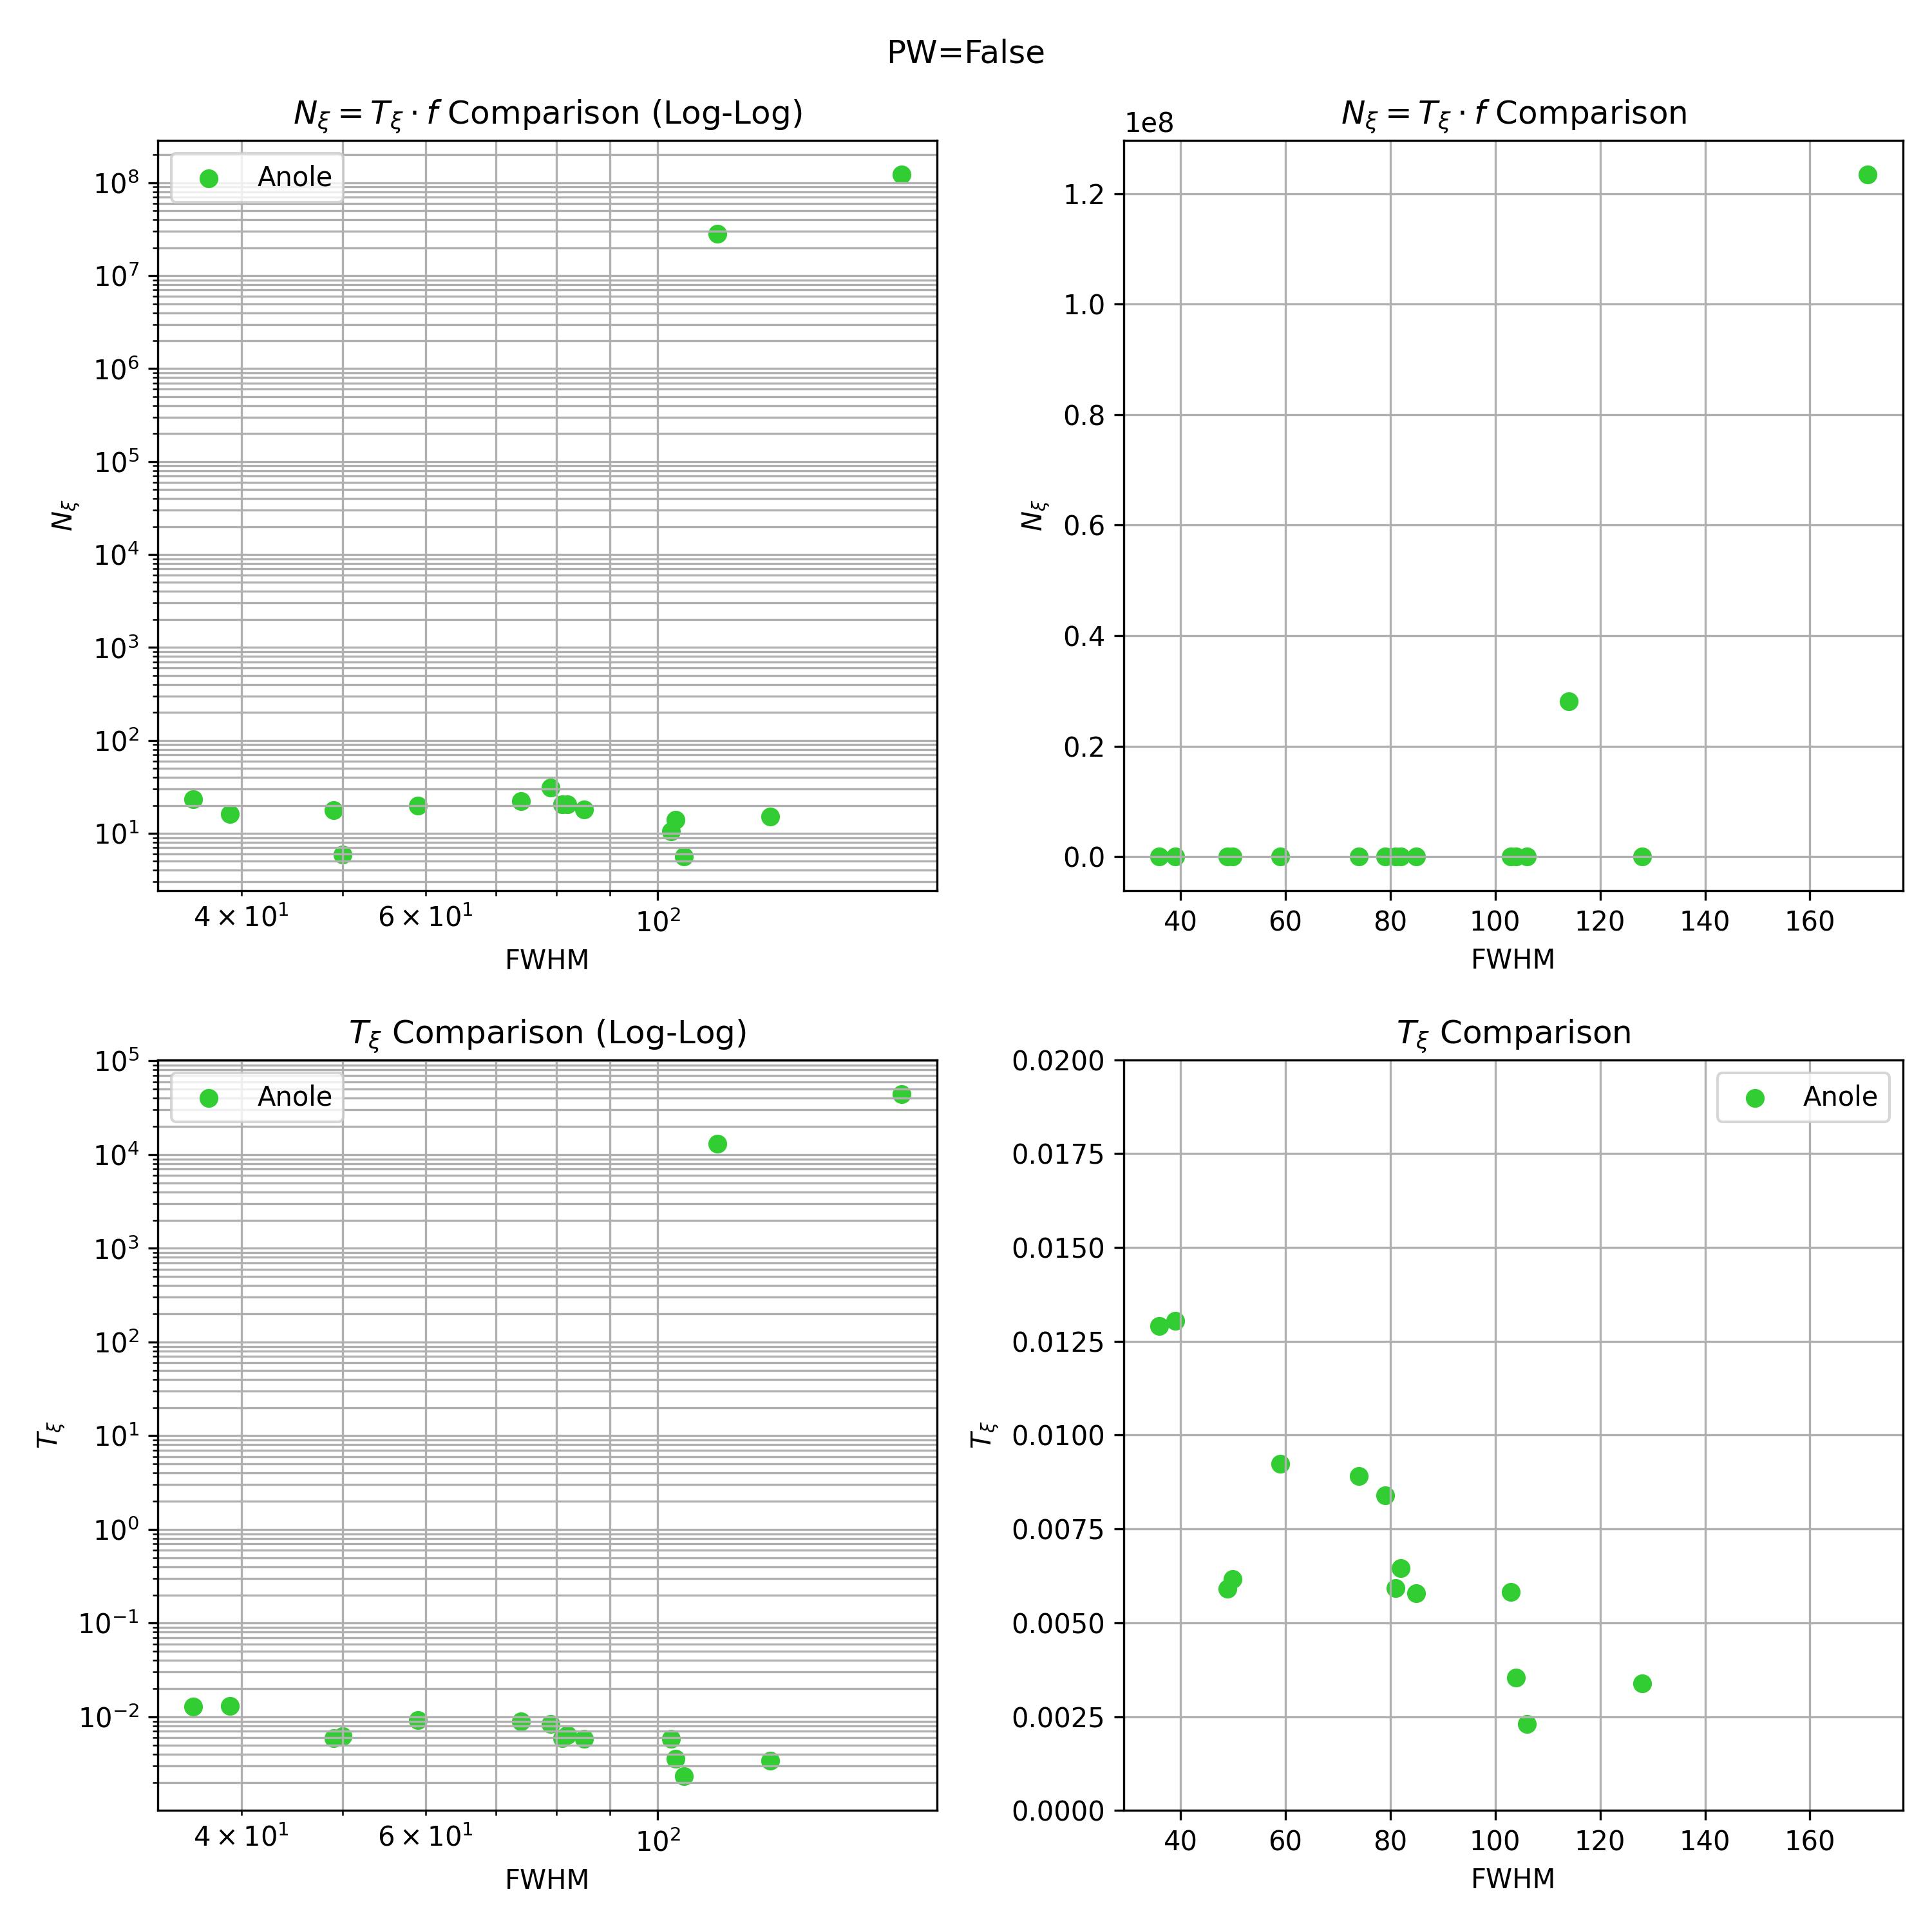 PW=False
N_ξ = T_ξ · f Comparison (Log-Log)
Anole
10^8
10^7
10^6
10^5
10^4
10^3
10^2
10^1
N_ξ
4 × 10^1
6 × 10^1
10^2
FWHM
N_ξ = T_ξ · f Comparison
1e8
1.2
1.0
0.8
0.6
0.4
0.2
0.0
N_ξ
40 60 80 100 120 140 160
FWHM
T_ξ Comparison (Log-Log)
Anole
10^5
10^4
10^3
10^2
10^1
10^0
10^−1
10^−2
T_ξ
4 × 10^1
6 × 10^1
10^2
FWHM
T_ξ Comparison
Anole
0.0200
0.0175
0.0150
0.0125
0.0100
0.0075
0.0050
0.0025
0.0000
T_ξ
40 60 80 100 120 140 160
FWHM